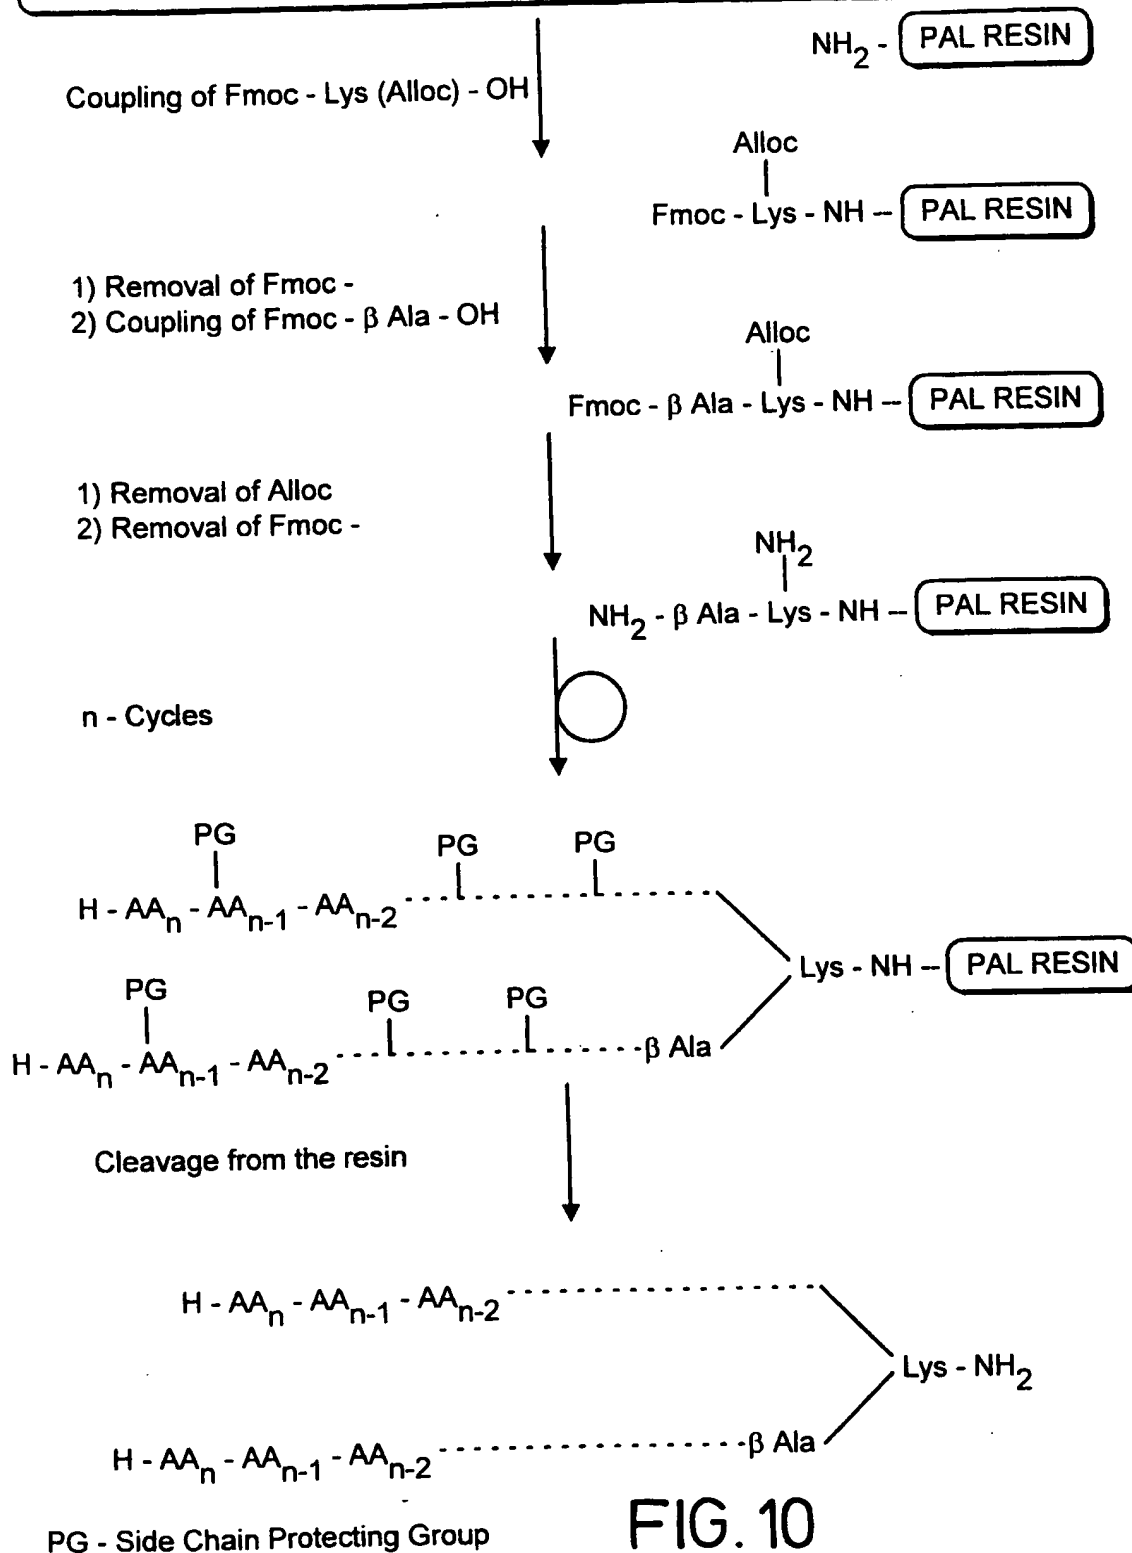 NH2 - PAL RESIN
Coupling of Fmoc - Lys (Alloc) - OH
Alloc
Fmoc - Lys - NH -- PAL RESIN
1) Removal of Fmoc -
2) Coupling of Fmoc - β Ala - OH
Alloc
Fmoc - β Ala - Lys - NH -- PAL RESIN
1) Removal of Alloc
2) Removal of Fmoc -
NH2
NH2 - β Ala - Lys - NH -- PAL RESIN
n - Cycles
PG PG PG
H - AAn - AAn-1 - AAn-2
Lys - NH -- PAL RESIN
PG PG PG
H - AAn - AAn-1 - AAn-2 β Ala
Cleavage from the resin
H - AAn - AAn-1 - AAn-2
Lys - NH2
H - AAn - AAn-1 - AAn-2 β Ala
PG - Side Chain Protecting Group
FIG. 10